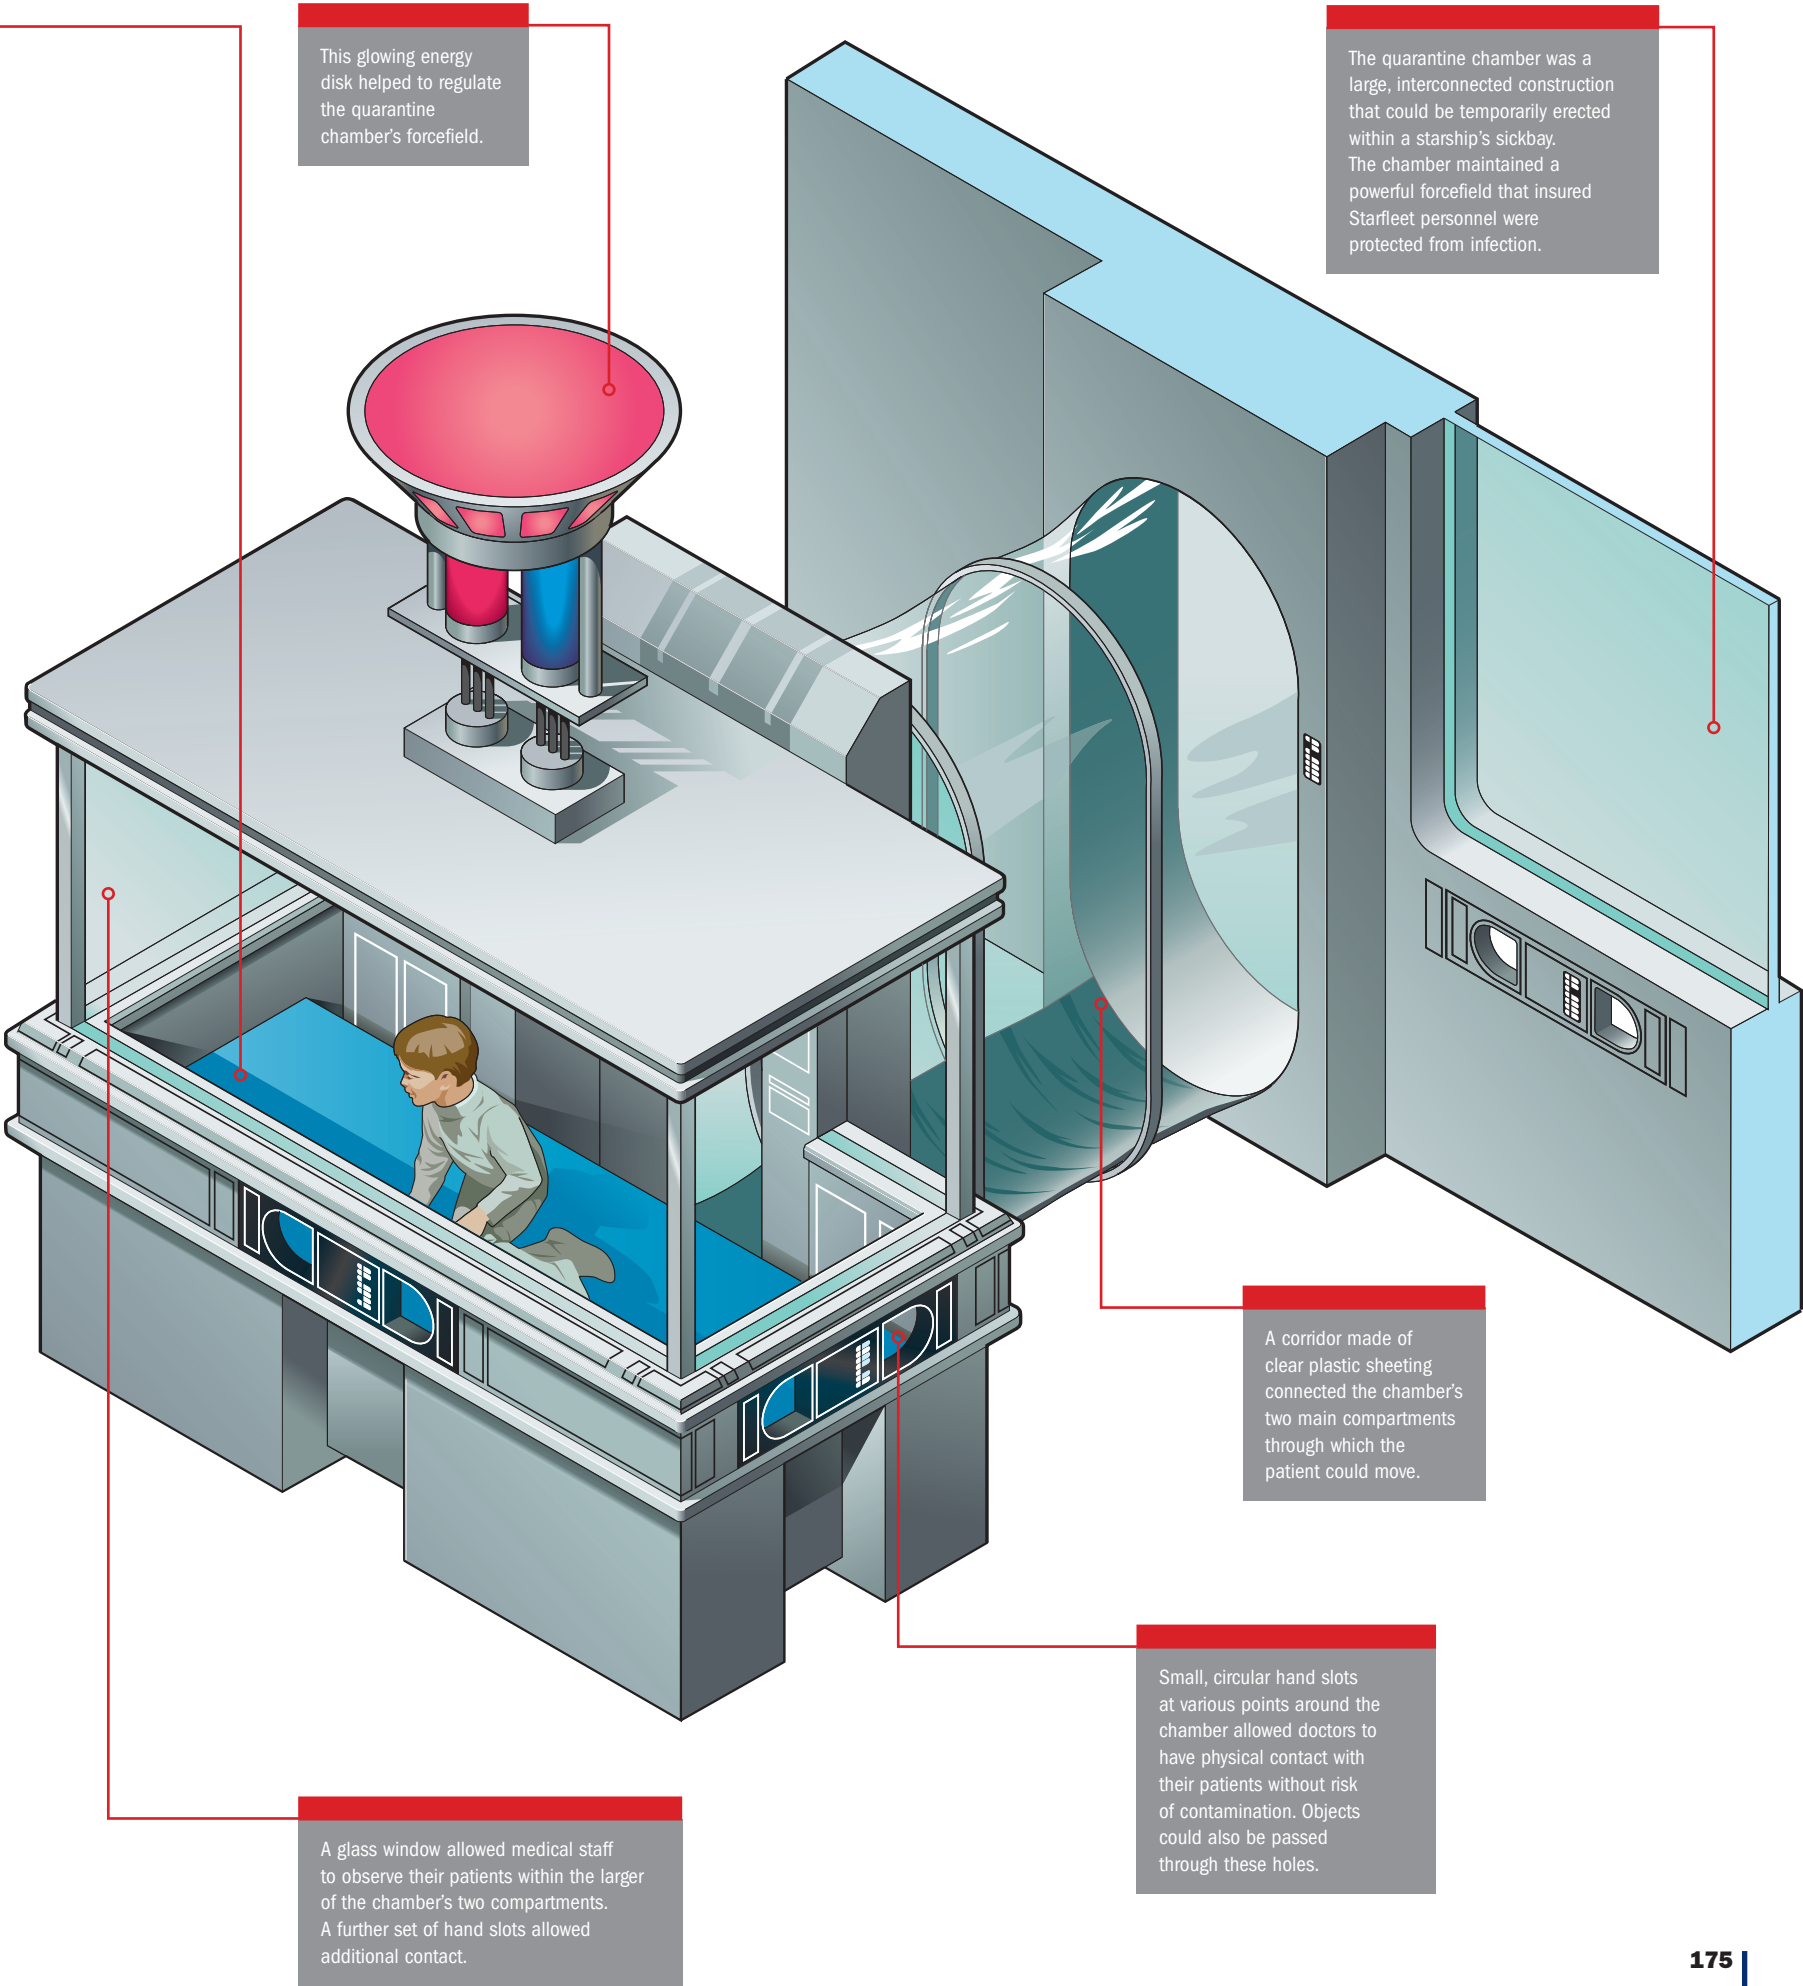 This glowing energy
disk helped to regulate
the quarantine
chamber's forcefield.
The quarantine chamber was a
large, interconnected construction
that could be temporarily erected
within a starship's sickbay.
The chamber maintained a
powerful forcefield that insured
Starfleet personnel were
protected from infection.
A corridor made of
clear plastic sheeting
connected the chamber's
two main compartments
through which the
patient could move.
Small, circular hand slots
at various points around the
chamber allowed doctors to
have physical contact with
their patients without risk
of contamination. Objects
could also be passed
through these holes.
A glass window allowed medical staff
to observe their patients within the larger
of the chamber's two compartments.
A further set of hand slots allowed
additional contact.
175